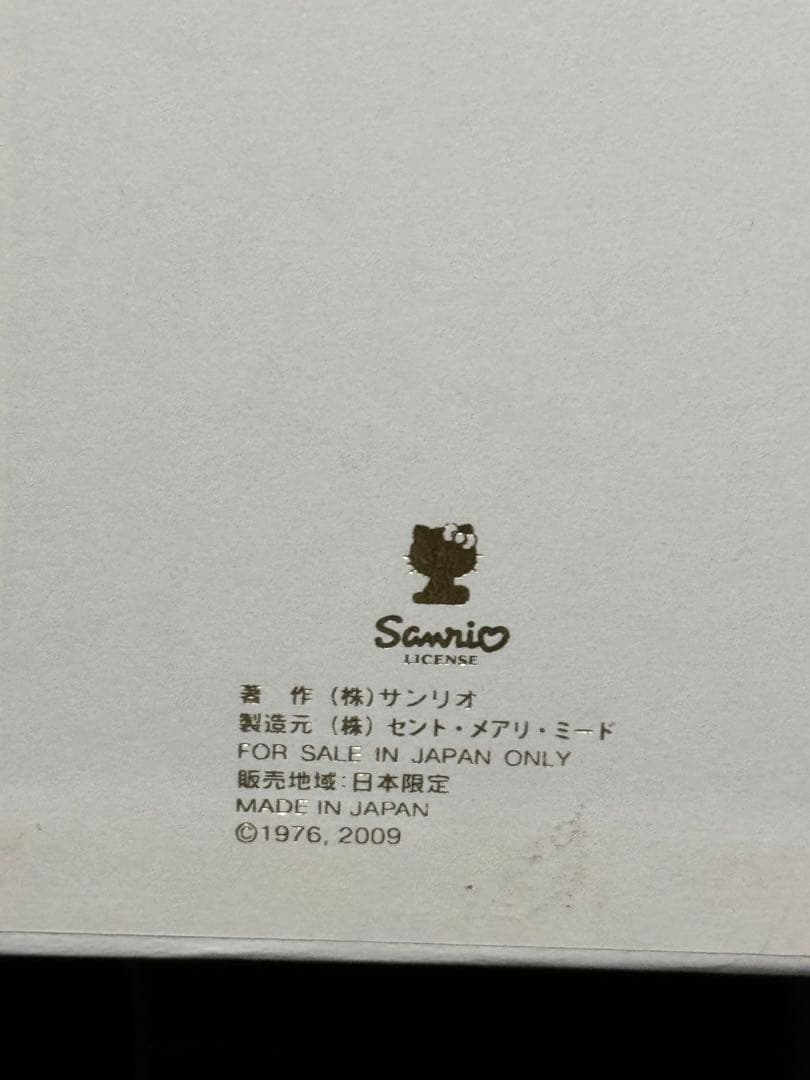 Sanrio
LICENSE
著　作 (株)サンリオ
製造元 (株) セント・メアリ・ミード
FOR SALE IN JAPAN ONLY
販売地域:日本限定
MADE IN JAPAN
©1976, 2009